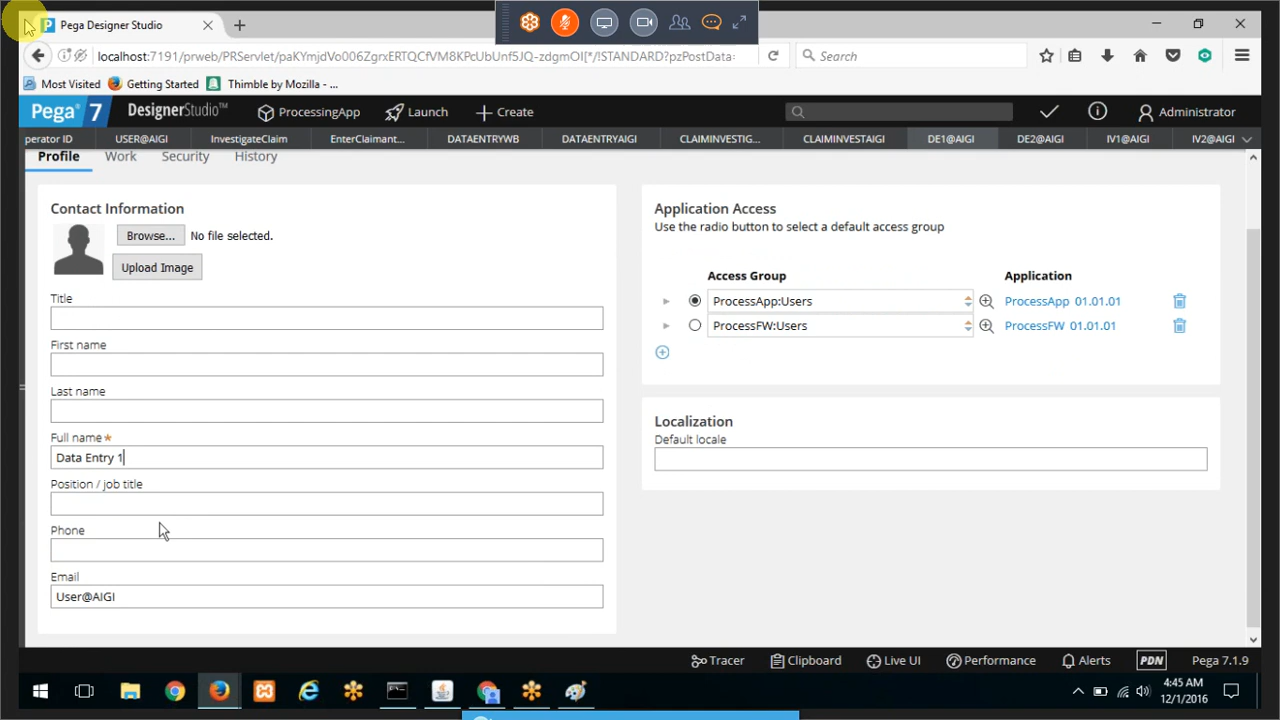 Pega Designer Studio
localhost:7191/prweb/PRServlet/paKYmjdVo006ZgrxERTQCfVM8KPcUpUnf5JQ-zdgmOI[*/!STANDARD?pzPostData=
Search
Most Visited Getting Started Thimble by Mozilla - ...
Pega 7 DesignerStudio™ ProcessingApp Launch Create Administrator
perator ID USER@AIGI InvestigateClaim EnterClaimant... DATAENTRYWB DATAENTRYAIGI CLAIMINVESTIG... CLAIMINVESTAIGI DE1@AIGI DE2@AIGI IV1@AIGI IV2@AIGI
Profile Work Security History
Contact Information
Browse... No file selected.
Upload Image
Title
First name
Last name
Full name*
Data Entry 1
Position / job title
Phone
Email
User@AIGI
Application Access
Use the radio button to select a default access group
Access Group Application
ProcessApp:Users ProcessApp 01.01.01
ProcessFW:Users ProcessFW 01.01.01
Localization
Default locale
Tracer Clipboard Live UI Performance Alerts PDN Pega 7.1.9
4:45 AM
12/1/2016